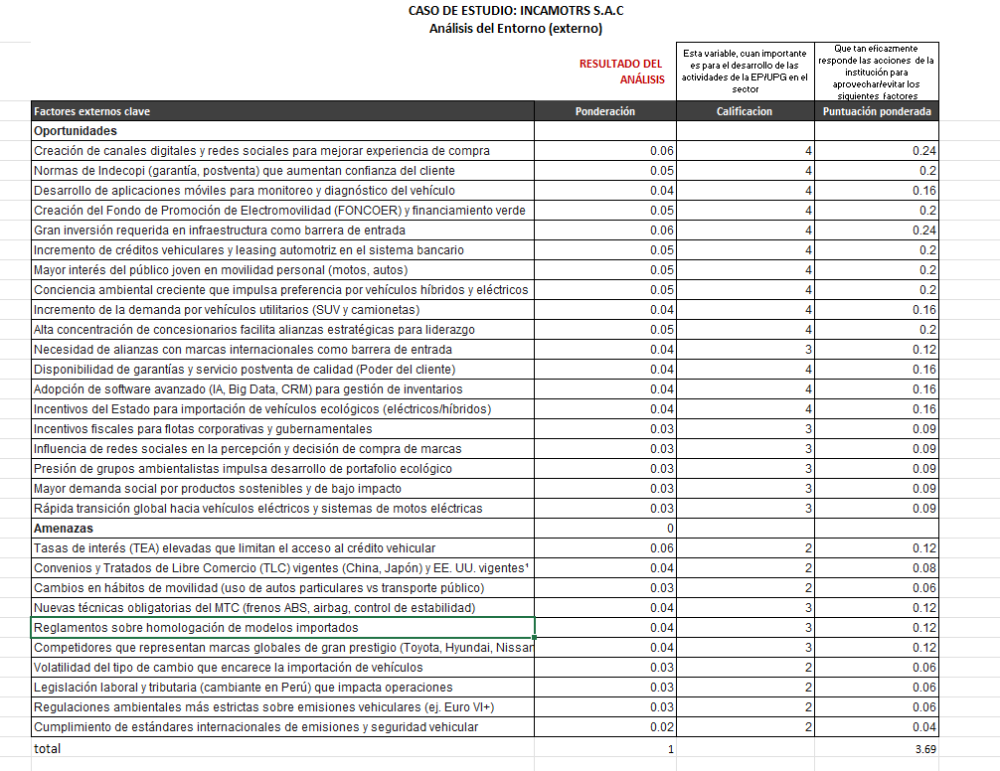 CASO DE ESTUDIO: INCAMOTRS S.A.C
Análisis del Entorno (externo)
RESULTADO DEL ANÁLISIS
Esta variable, cuan importante es para el desarrollo de las actividades de la EP/UPG en el sector
Que tan eficazmente responde las acciones de la institución para aprovechar/evitar los siguientes factores
Factores externos clave Ponderación Calificacion Puntuación ponderada
Oportunidades
Creación de canales digitales y redes sociales para mejorar experiencia de compra 0.06 4 0.24
Normas de Indecopi (garantía, postventa) que aumentan confianza del cliente 0.05 4 0.2
Desarrollo de aplicaciones móviles para monitoreo y diagnóstico del vehículo 0.04 4 0.16
Creación del Fondo de Promoción de Electromovilidad (FONCOER) y financiamiento verde 0.05 4 0.2
Gran inversión requerida en infraestructura como barrera de entrada 0.06 4 0.24
Incremento de créditos vehiculares y leasing automotriz en el sistema bancario 0.05 4 0.2
Mayor interés del público joven en movilidad personal (motos, autos) 0.05 4 0.2
Conciencia ambiental creciente que impulsa preferencia por vehículos híbridos y eléctricos 0.05 4 0.2
Incremento de la demanda por vehículos utilitarios (SUV y camionetas) 0.04 4 0.16
Alta concentración de concesionarios facilita alianzas estratégicas para liderazgo 0.05 4 0.2
Necesidad de alianzas con marcas internacionales como barrera de entrada 0.04 3 0.12
Disponibilidad de garantías y servicio postventa de calidad (Poder del cliente) 0.04 4 0.16
Adopción de software avanzado (IA, Big Data, CRM) para gestión de inventarios 0.04 4 0.16
Incentivos del Estado para importación de vehículos ecológicos (eléctricos/híbridos) 0.04 4 0.16
Incentivos fiscales para flotas corporativas y gubernamentales 0.03 3 0.09
Influencia de redes sociales en la percepción y decisión de compra de marcas 0.03 3 0.09
Presión de grupos ambientalistas impulsa desarrollo de portafolio ecológico 0.03 3 0.09
Mayor demanda social por productos sostenibles y de bajo impacto 0.03 3 0.09
Rápida transición global hacia vehículos eléctricos y sistemas de motos eléctricas 0.03 3 0.09
Amenazas 0
Tasas de interés (TEA) elevadas que limitan el acceso al crédito vehicular 0.06 2 0.12
Convenios y Tratados de Libre Comercio (TLC) vigentes (China, Japón) y EE. UU. vigentes¹ 0.04 2 0.08
Cambios en hábitos de movilidad (uso de autos particulares vs transporte público) 0.03 2 0.06
Nuevas técnicas obligatorias del MTC (frenos ABS, airbag, control de estabilidad) 0.04 3 0.12
Reglamentos sobre homologación de modelos importados 0.04 3 0.12
Competidores que representan marcas globales de gran prestigio (Toyota, Hyundai, Nissan 0.04 3 0.12
Volatilidad del tipo de cambio que encarece la importación de vehículos 0.03 2 0.06
Legislación laboral y tributaria (cambiante en Perú) que impacta operaciones 0.03 2 0.06
Regulaciones ambientales más estrictas sobre emisiones vehiculares (ej. Euro VI+) 0.03 2 0.06
Cumplimiento de estándares internacionales de emisiones y seguridad vehicular 0.02 2 0.04
total 1 3.69